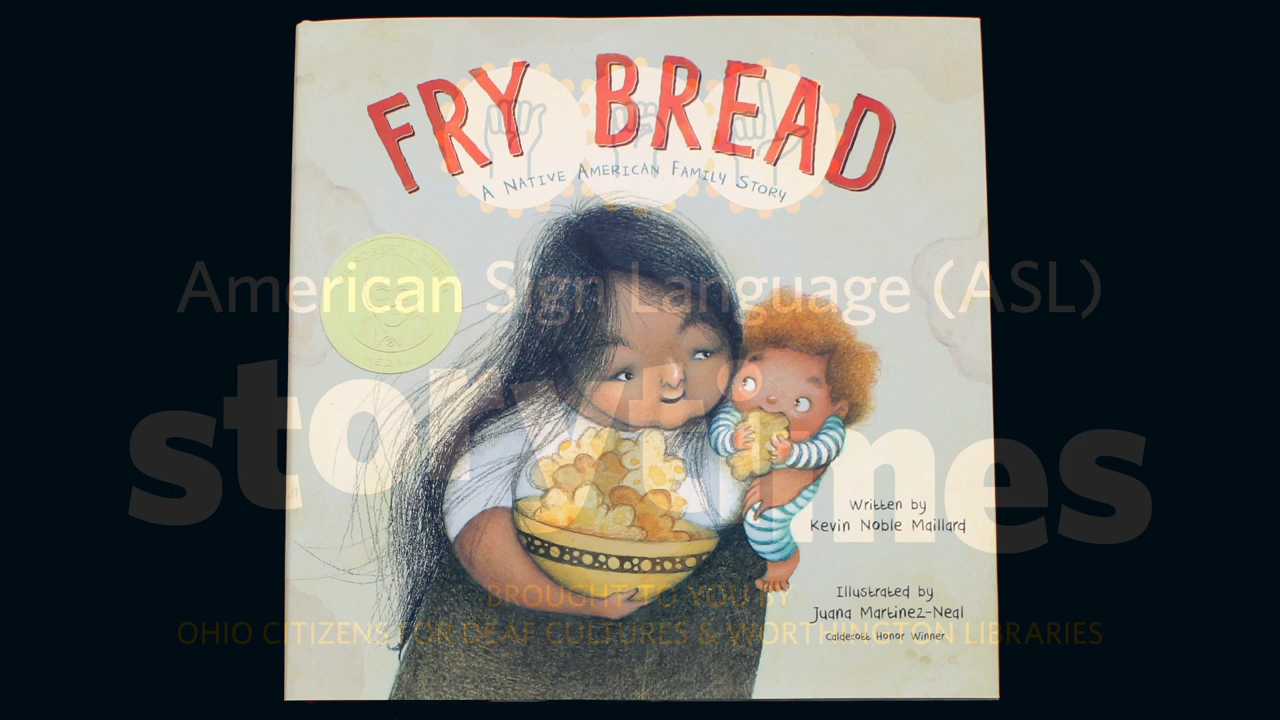 FRY BREAD
A NATIVE AMERICAN FAMILY STORY
American Sign Language (ASL)
storytimes
MEDAL
Written by
Kevin Noble Maillard
Illustrated by
Juana Martinez-Neal
Caldecott Honor Winner
BROUGHT TO YOU BY
OHIO CITIZENS FOR DEAF CULTURES & WORTHINGTON LIBRARIES